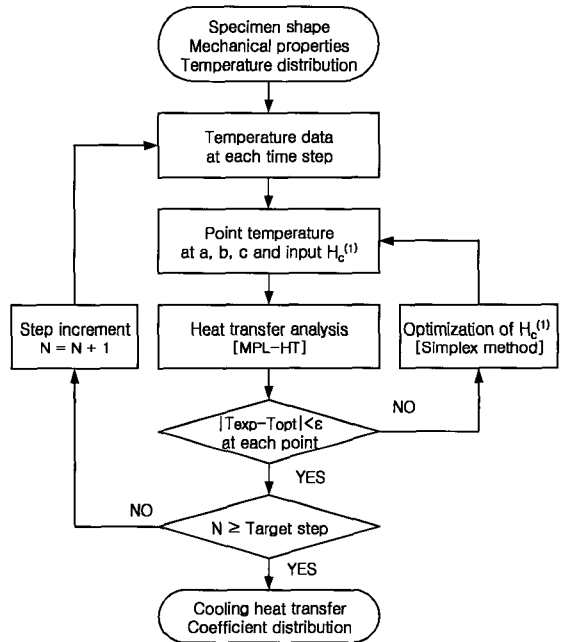 Specimen shape
Mechanical properties
Temperature distribution
Temperature data
at each time step
Point temperature
at a, b, c and input H_c^(1)
Step increment
N = N + 1
Heat transfer analysis
[MPL-HT]
Optimization of H_c^(1)
[Simplex method]
|Texp-Topt|<ε
at each point
NO
YES
NO
N ≥ Target step
YES
Cooling heat transfer
Coefficient distribution